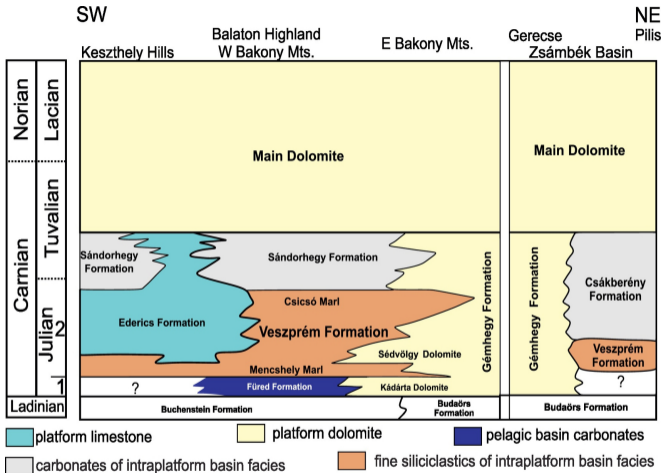 SW
NE
Keszthely Hills
Balaton Highland
W Bakony Mts.
E Bakony Mts.
Gerecse
Pilis
Zsámbék Basin
Norian
Lacian
Carnian
Tuvalian
Julian
2
1
Ladinian
Main Dolomite
Main Dolomite
Sándorhegy
Formation
Sándorhegy Formation
Ederics Formation
Csicsó Marl
Veszprém Formation
Sédvölgy Dolomite
Mencshely Marl
?
Füred Formation
Kádárta Dolomite
Buchenstein Formation
Budaörs
Formation
Gémhegy Formation
Gémhegy Formation
Csákberény
Formation
Veszprém
Formation
?
Budaörs Formation
platform limestone
platform dolomite
pelagic basin carbonates
carbonates of intraplatform basin facies
fine siliciclastics of intraplatform basin facies